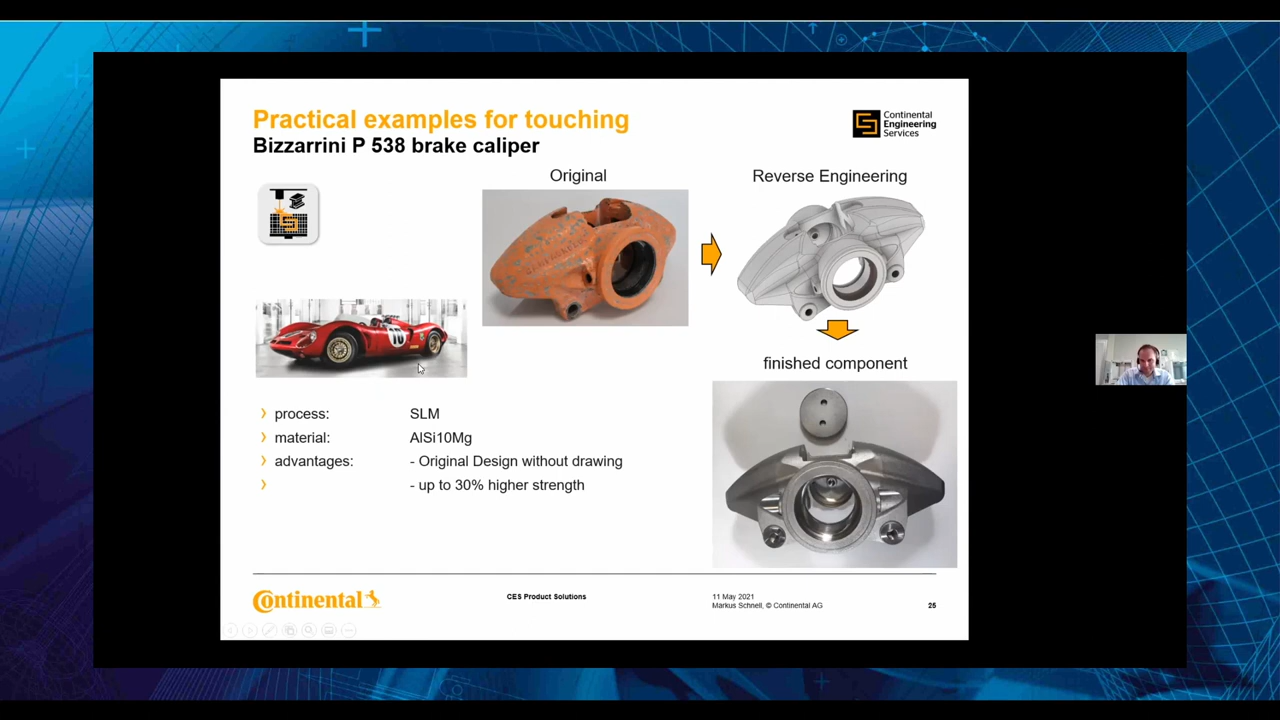 Practical examples for touching
Bizzarrini P 538 brake caliper
Continental
Engineering
Services
Original
Reverse Engineering
finished component
process: SLM
material: AlSi10Mg
advantages: - Original Design without drawing
- up to 30% higher strength
Continental
CES Product Solutions
11 May 2021
Markus Schnell, © Continental AG
25